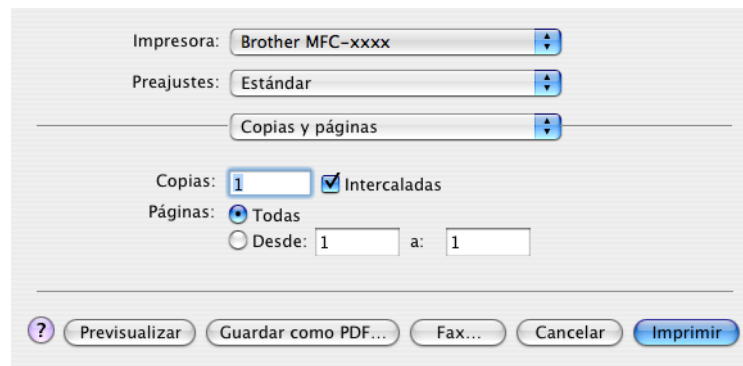 Impresora: Brother MFC-xxxx
Preajustes: Estándar
Copias y páginas
Copias: 1 Intercaladas
Páginas: Todas
Desde: 1 a: 1
? Previsualizar Guardar como PDF... Fax... Cancelar Imprimir